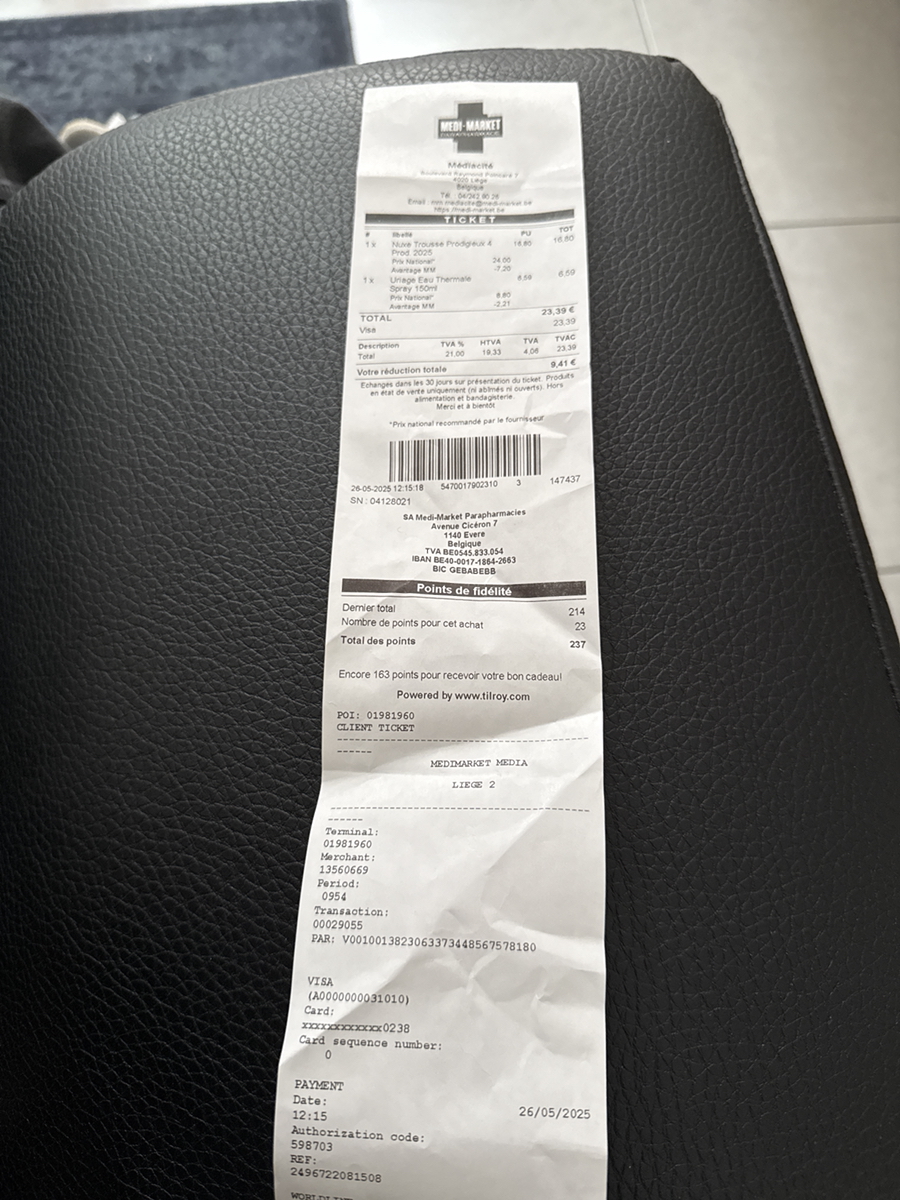 MEDI-MARKET
PARAPHARMACIE
Médiacité
Boulevard Raymond Poincaré 7
4020 Liège
Belgique
Tél : 04/242 90 26
Email : mm.mediacite@medi-market.be
https://medi-market.be
TICKET
# libellé PU TOT
1 x Nuxe Trousse Prodigieux 4 16,80 16,80
Prod. 2025
Prix National* 24,00
Avantage MM -7,20
1 x Uriage Eau Thermale 6,59 6,59
Spray 150ml
Prix National* 8,80
Avantage MM -2,21
TOTAL 23,39 €
Visa 23,39
Description TVA % HTVA TVA TVAC
Total 21,00 19,33 4,06 23,39
Votre réduction totale 9,41 €
Echanges dans les 30 jours sur présentation du ticket. Produits
en état de vente uniquement (ni abîmés ni ouverts). Hors
alimentation et bandagisterie.
Merci et à bientôt
*Prix national recommandé par le fournisseur
26-05-2025 12:15:18 5470017902310 3 147437
SN : 04128021
SA Medi-Market Parapharmacies
Avenue Cicéron 7
1140 Evere
Belgique
TVA BE0545.833.054
IBAN BE40-0017-1864-2663
BIC GEBABEBB
Points de fidélité
Dernier total 214
Nombre de points pour cet achat 23
Total des points 237
Encore 163 points pour recevoir votre bon cadeau!
Powered by www.tilroy.com
POI: 01981960
CLIENT TICKET
MEDIMARKET MEDIA
LIEGE 2
Terminal:
01981960
Merchant:
13560669
Period:
0954
Transaction:
00029055
PAR: V0010013823063373448567578180
VISA
(A0000000031010)
Card:
xxxxxxxxxxxx0238
Card sequence number:
0
PAYMENT
Date: 26/05/2025
12:15
Authorization code:
598703
REF:
2496722081508